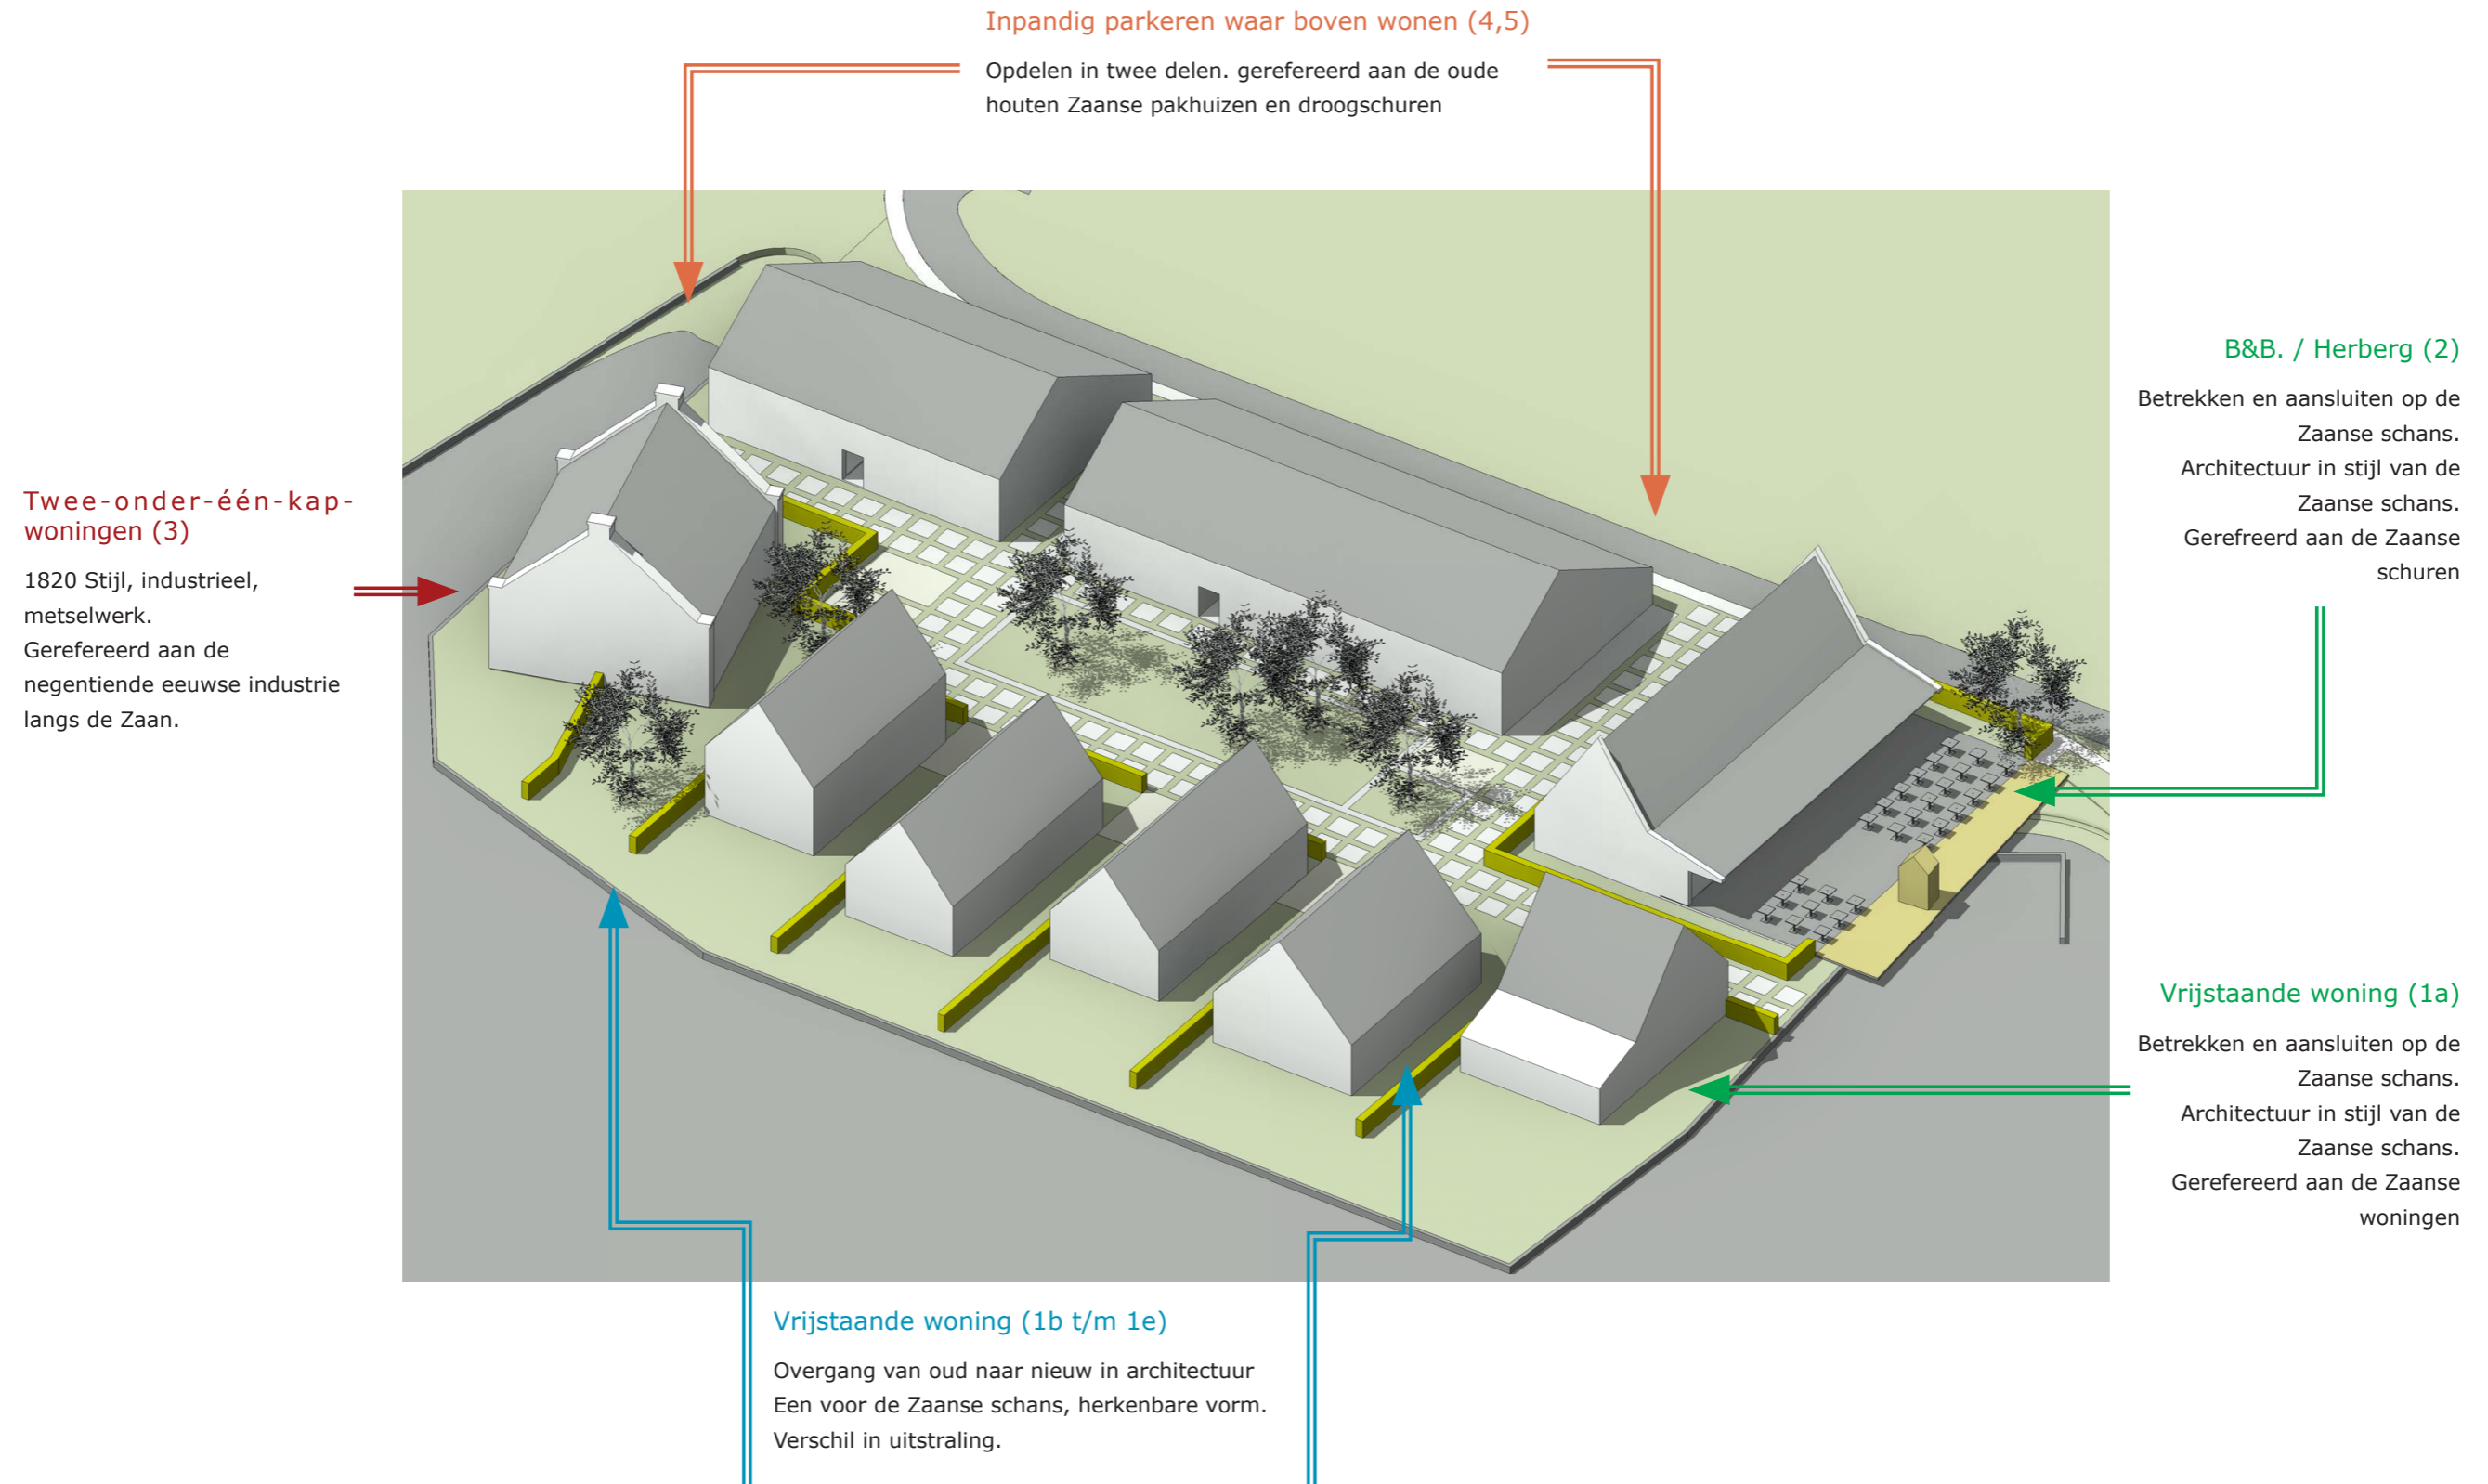 Inpandig parkeren waar boven wonen (4,5)
Opdelen in twee delen. gerefereerd aan de oude
houten Zaanse pakhuizen en droogschuren
B&B. / Herberg (2)
Betrekken en aansluiten op de
Zaanse schans.
Architectuur in stijl van de
Zaanse schans.
Gerefreerd aan de Zaanse
schuren
Twee-onder-één-kap-
woningen (3)
1820 Stijl, industrieel,
metselwerk.
Gerefereerd aan de
negentiende eeuwse industrie
langs de Zaan.
Vrijstaande woning (1a)
Betrekken en aansluiten op de
Zaanse schans.
Architectuur in stijl van de
Zaanse schans.
Gerefereerd aan de Zaanse
woningen
Vrijstaande woning (1b t/m 1e)
Overgang van oud naar nieuw in architectuur
Een voor de Zaanse schans, herkenbare vorm.
Verschil in uitstraling.